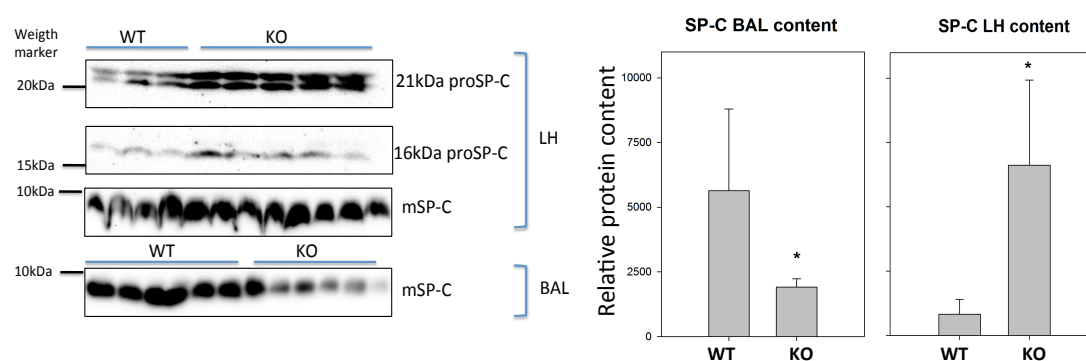 Weigth
marker
WT
KO
20kDa
21kDa proSP-C
15kDa
16kDa proSP-C
10kDa
mSP-C
LH
WT
KO
10kDa
mSP-C
BAL
SP-C BAL content
Relative protein content
10000
7500
5000
2500
0
*
WT
KO
SP-C LH content
*
WT
KO